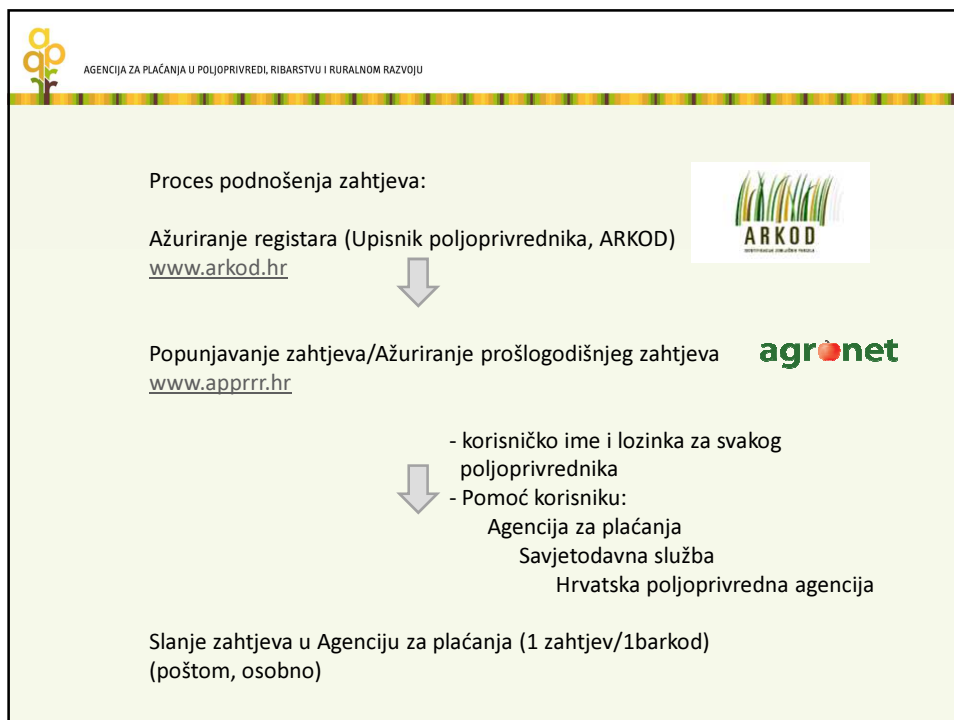 apr
AGENCIJA ZA PLAĆANJA U POLJOPRIVREDI, RIBARSTVU I RURALNOM RAZVOJU
Proces podnošenja zahtjeva:
Ažuriranje registara (Upisnik poljoprivrednika, ARKOD)
www.arkod.hr
ARKOD
Popunjavanje zahtjeva/Ažuriranje prošlogodišnjeg zahtjeva
agronet
www.apprrr.hr
- korisničko ime i lozinka za svakog
poljoprivrednika
- Pomoć korisniku:
Agencija za plaćanja
Savjetodavna služba
Hrvatska poljoprivredna agencija
Slanje zahtjeva u Agenciju za plaćanja (1 zahtjev/1barkod)
(poštom, osobno)